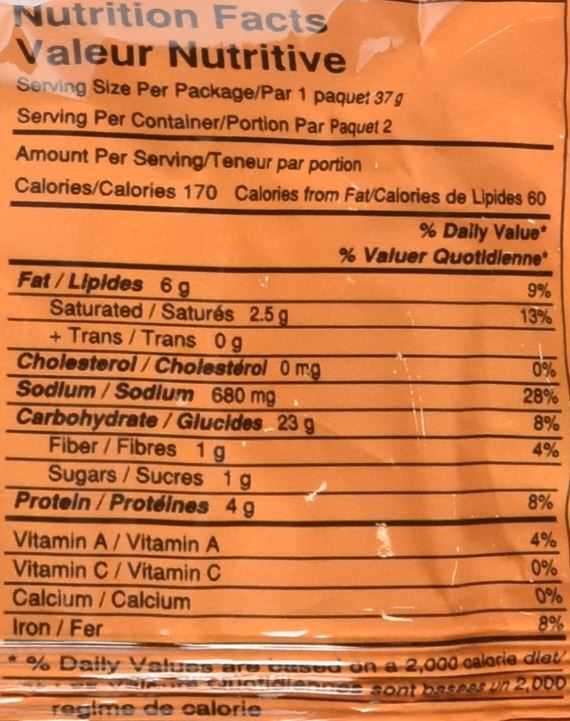 Nutrition Facts
Valeur Nutritive
Serving Size Per Package/Par 1 paquet 37g
Serving Per Container/Portion Par Paquet 2
Amount Per Serving/Teneur par portion
Calories/Calories 170 Calories from Fat/Calories de Lipides 60
% Daily Value*
% Valuer Quotidienne*
Fat / Lipides 6 g 9%
Saturated / Saturés 2.5 g 13%
+ Trans / Trans 0 g
Cholesterol / Cholestérol 0 mg 0%
Sodium / Sodium 680 mg 28%
Carbohydrate / Glucides 23 g 8%
Fiber / Fibres 1 g 4%
Sugars / Sucres 1 g
Protein / Protéines 4 g 8%
Vitamin A / Vitamin A 4%
Vitamin C / Vitamin C 0%
Calcium / Calcium 0%
Iron / Fer 8%
* % Daily Values are based on a 2,000 calorie diet/
sont basees un 2,000
regime de calorie